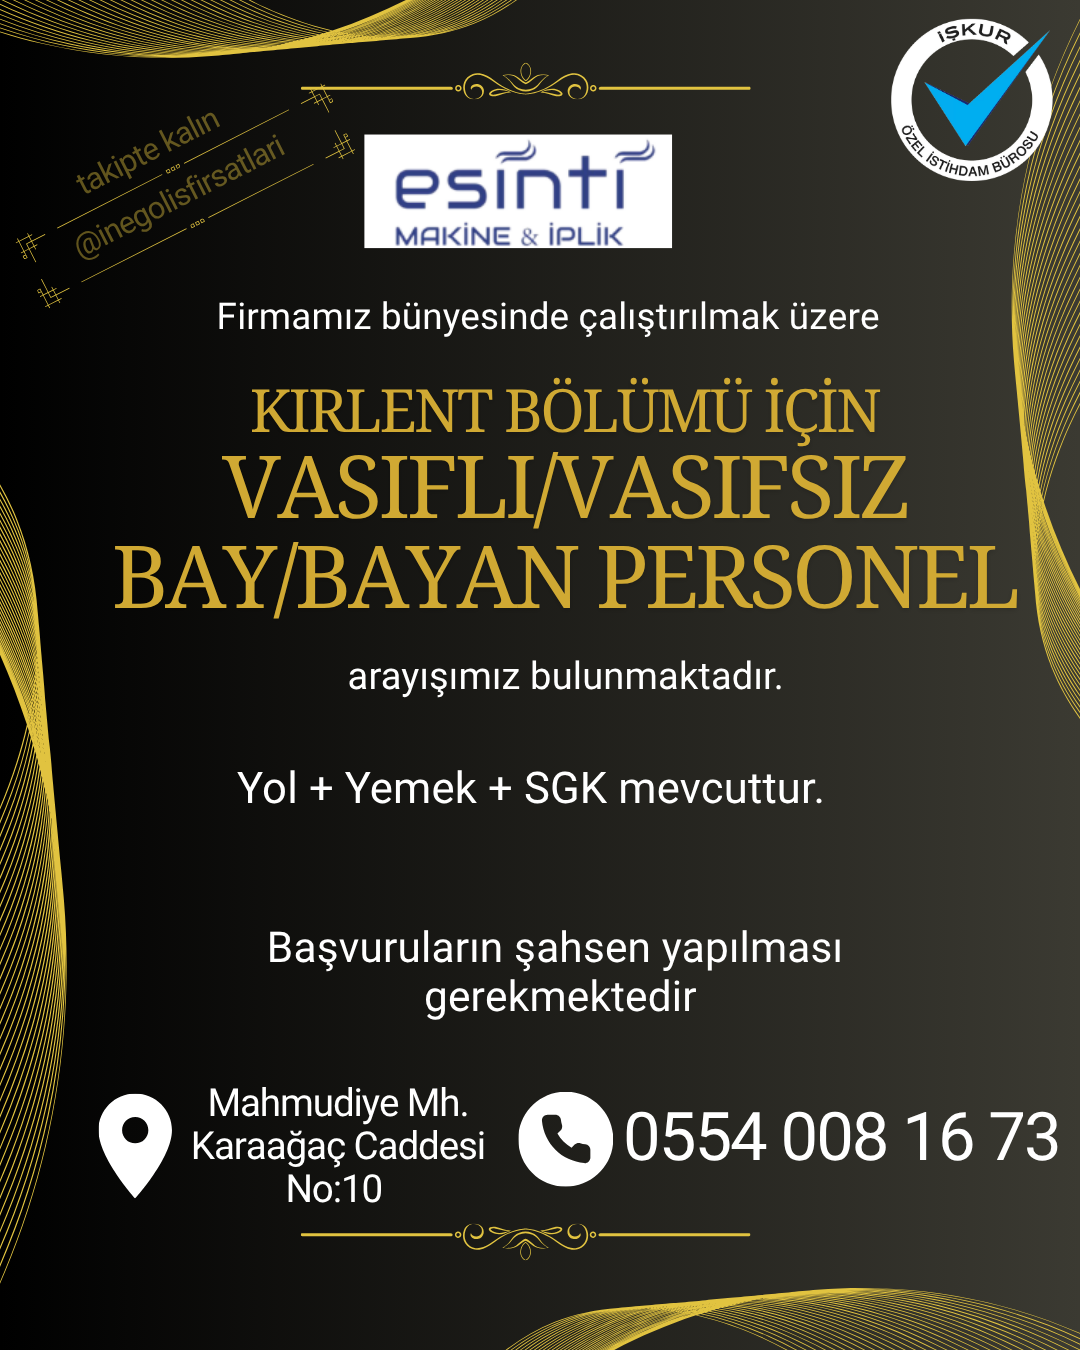 İŞKUR
ÖZEL İSTİHDAM BÜROSU
takipte kalın
@inegolisfirsatlari
esinti
MAKİNE & İPLİK
Firmamız bünyesinde çalıştırılmak üzere
KIRLENT BÖLÜMÜ İÇİN
VASIFLI/VASIFSIZ
BAY/BAYAN PERSONEL
arayışımız bulunmaktadır.
Yol + Yemek + SGK mevcuttur.
Başvuruların şahsen yapılması
gerekmektedir
Mahmudiye Mh.
Karaağaç Caddesi
No:10
0554 008 16 73